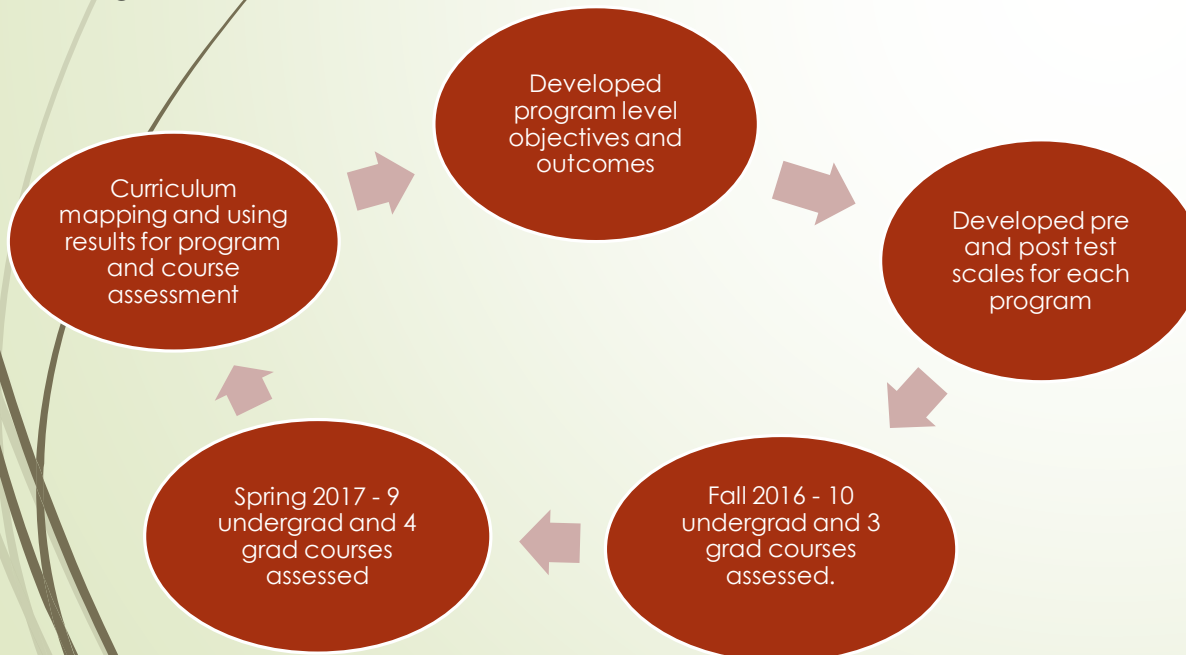 Developed
program level
objectives and
outcomes
Developed pre
and post test
scales for each
program
Fall 2016 - 10
undergrad and 3
grad courses
assessed.
Spring 2017 - 9
undergrad and 4
grad courses
assessed
Curriculum
mapping and using
results for program
and course
assessment